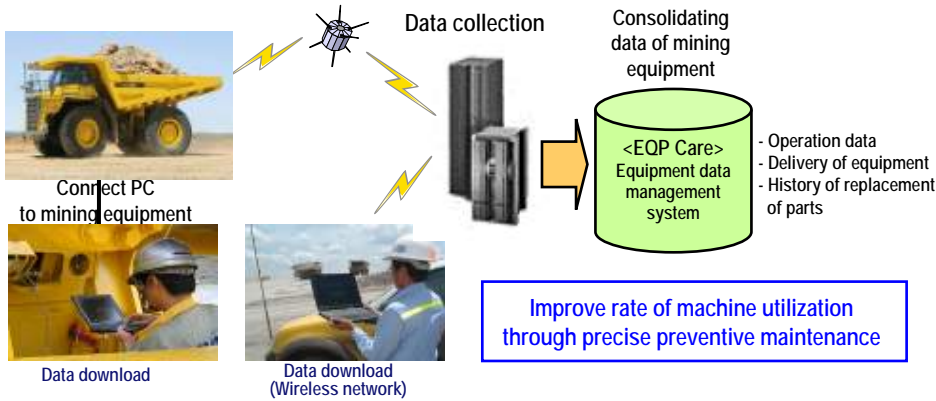 Data collection
Consolidating
data of mining
equipment
<EQP Care>
Equipment data
management
system
- Operation data
- Delivery of equipment
- History of replacement
of parts
Connect PC
to mining equipment
Data download
Data download
(Wireless network)
Improve rate of machine utilization
through precise preventive maintenance